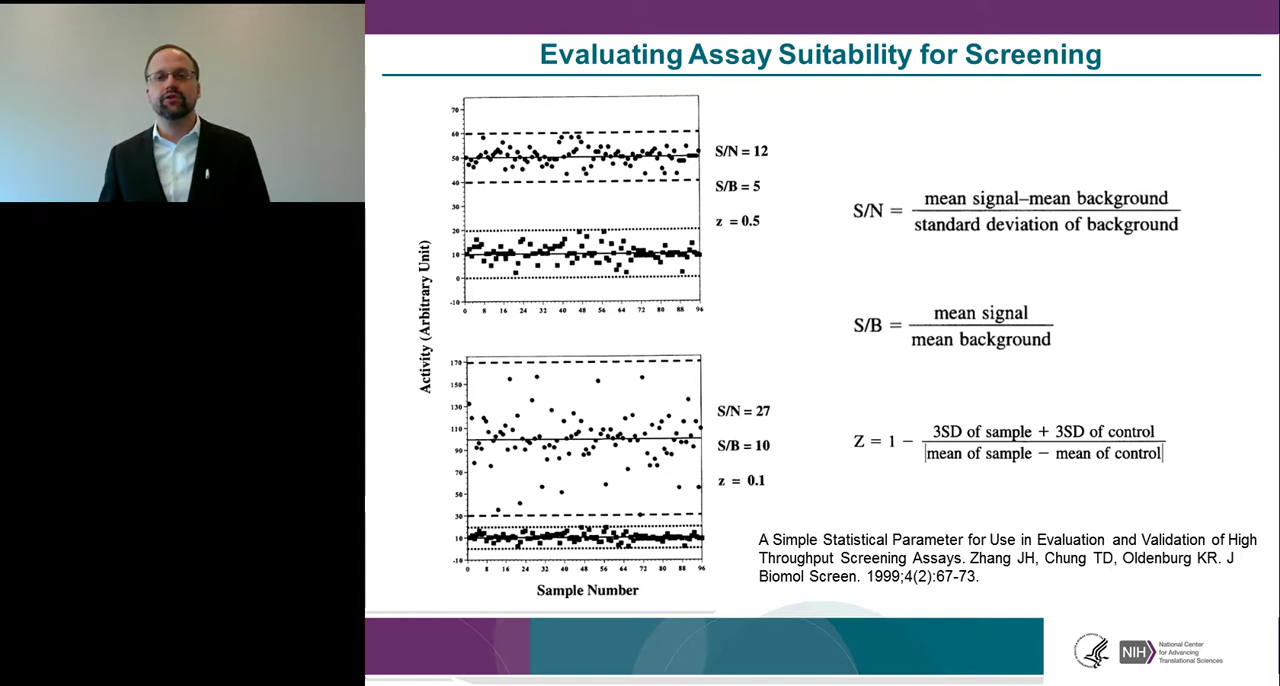 Evaluating Assay Suitability for Screening
Activity (Arbitrary Unit)
70
60
50
40
30
20
10
0
-10
0 8 16 24 32 40 48 56 64 72 80 88 96
S/N = 12
S/B = 5
z = 0.5
170
150
130
110
90
70
50
30
10
-10
0 8 16 24 32 40 48 56 64 72 80 88 96
S/N = 27
S/B = 10
z = 0.1
Sample Number
S/N = mean signal–mean background
standard deviation of background
S/B = mean signal
mean background
Z = 1 − 3SD of sample + 3SD of control
|mean of sample − mean of control|
A Simple Statistical Parameter for Use in Evaluation and Validation of High
Throughput Screening Assays. Zhang JH, Chung TD, Oldenburg KR. J
Biomol Screen. 1999;4(2):67-73.
NIH
National Center
for Advancing
Translational Sciences